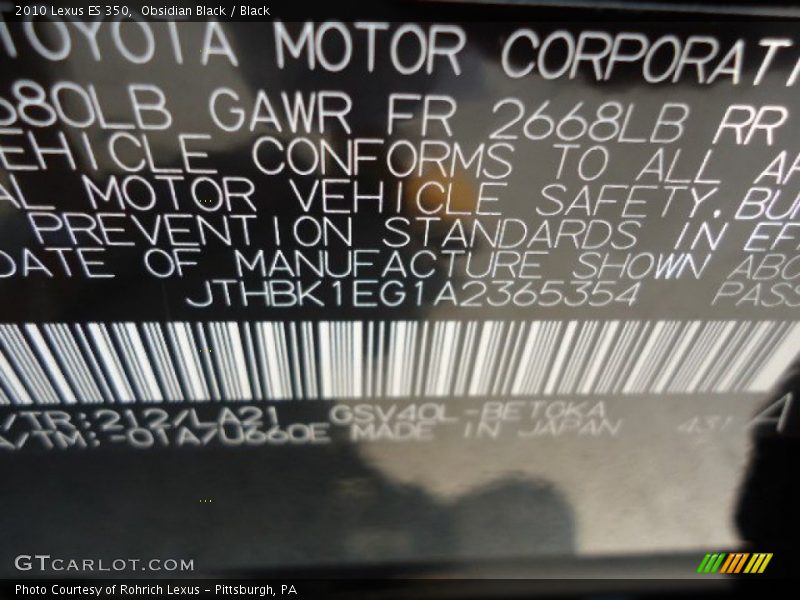 2010 Lexus ES 350, Obsidian Black / Black
TOYOTA MOTOR CORPORATI
680LB GAWR FR 2668LB RR
EHICLE CONFORMS TO ALL AP
AL MOTOR VEHICLE SAFETY, BU
PREVENTION STANDARDS IN EF
DATE OF MANUFACTURE SHOWN ABO
JTHBK1EG1A2365354 PASS
/TR:212/LA21 GSV40L-BETGKA
A/TM:-01A/U660E MADE IN JAPAN 431 A
GTCARLOT.COM
Photo Courtesy of Rohrich Lexus - Pittsburgh, PA